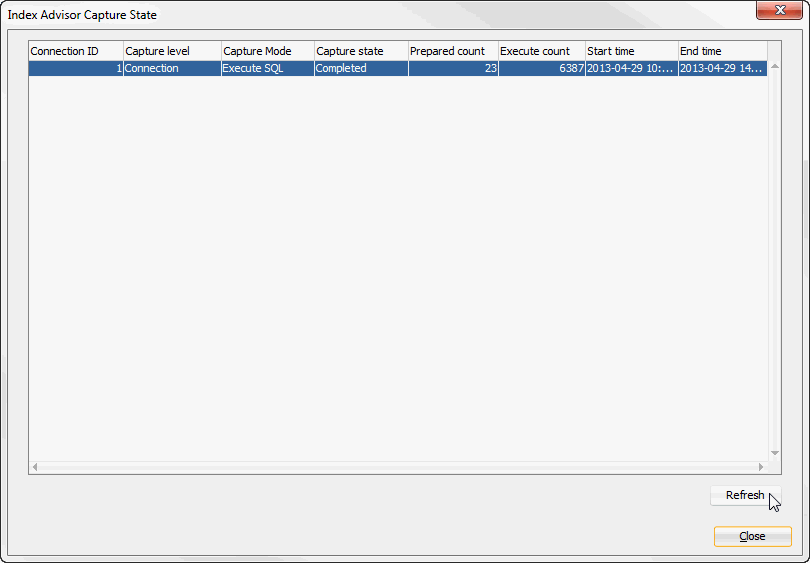 Index Advisor Capture State
Connection ID Capture level Capture Mode Capture state Prepared count Execute count Start time End time
1 Connection Execute SQL Completed 23 6387 2013-04-29 10:... 2013-04-29 14...
Refresh
Close